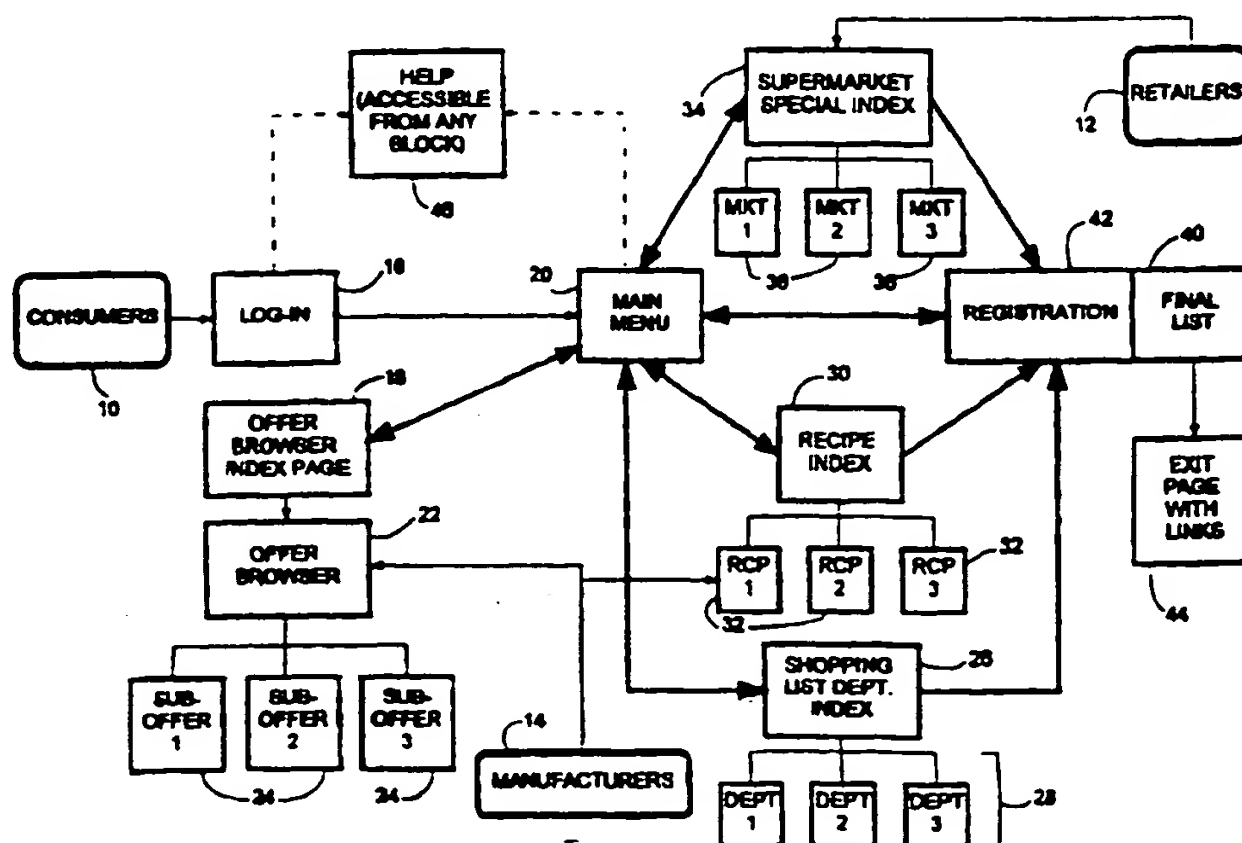 HELP
(ACCESSIBLE
FROM ANY
BLOCK)
46
34
SUPERMARKET
SPECIAL INDEX
RETAILERS
12
MKT
1
MKT
2
MKT
3
36
36
CONSUMERS
10
LOG-IN
16
20
MAIN
MENU
42
40
REGISTRATION
FINAL
LIST
18
OFFER
BROWSER
INDEX PAGE
30
RECIPE
INDEX
EXIT
PAGE
WITH
LINKS
44
22
OFFER
BROWSER
RCP
1
RCP
2
RCP
3
32
32
SUB-
OFFER
1
SUB-
OFFER
2
SUB-
OFFER
3
24
24
14
MANUFACTURERS
SHOPPING
LIST DEPT.
INDEX
26
DEPT
1
DEPT
2
DEPT
3
28